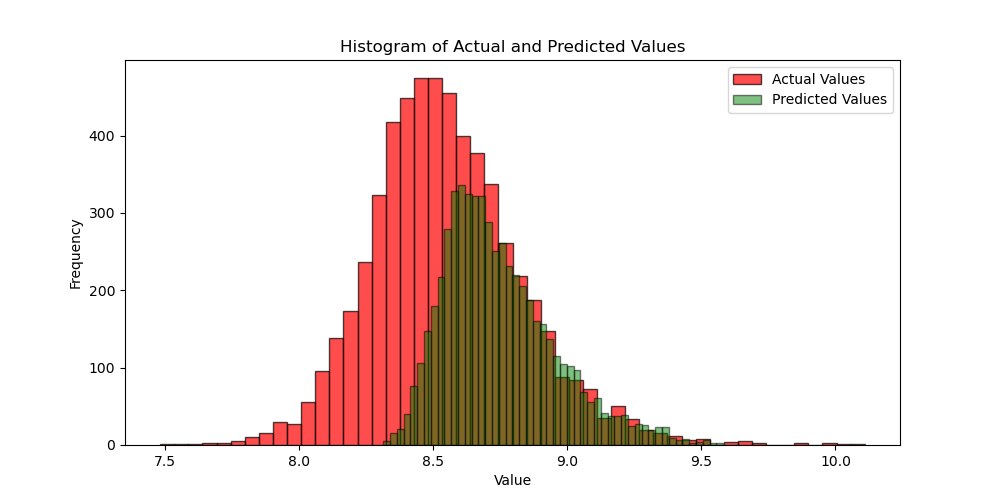 Histogram of Actual and Predicted Values
Actual Values
Predicted Values
Frequency
400
300
200
100
0
7.5 8.0 8.5 9.0 9.5 10.0
Value